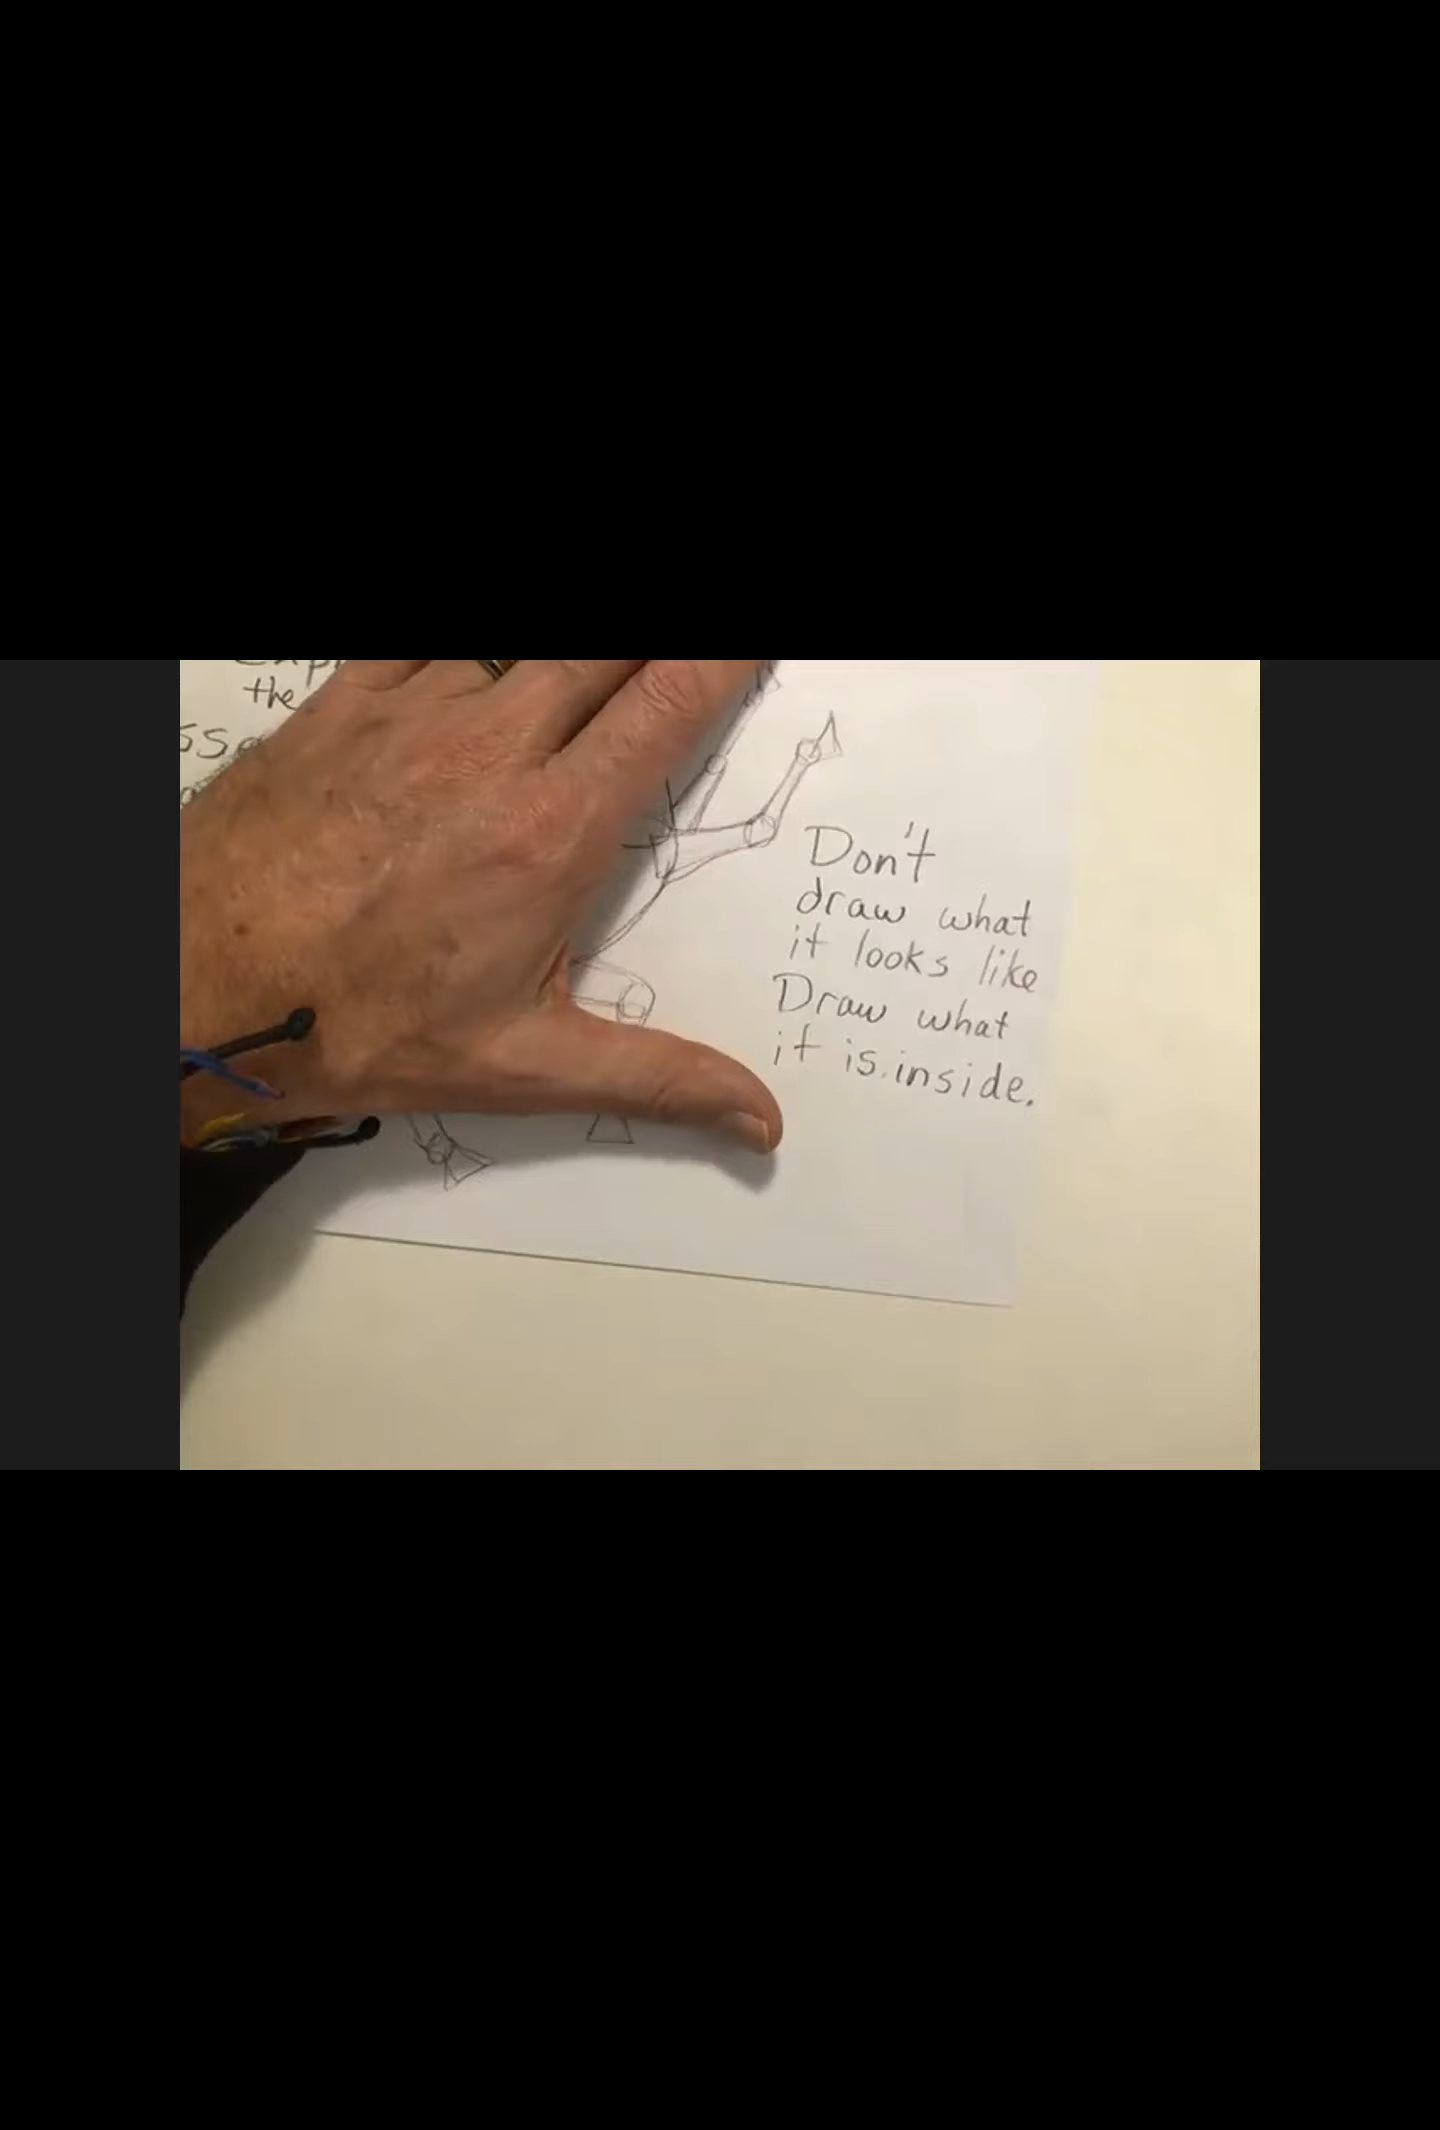 the
Don't
draw what
it looks like
Draw what
it is inside.